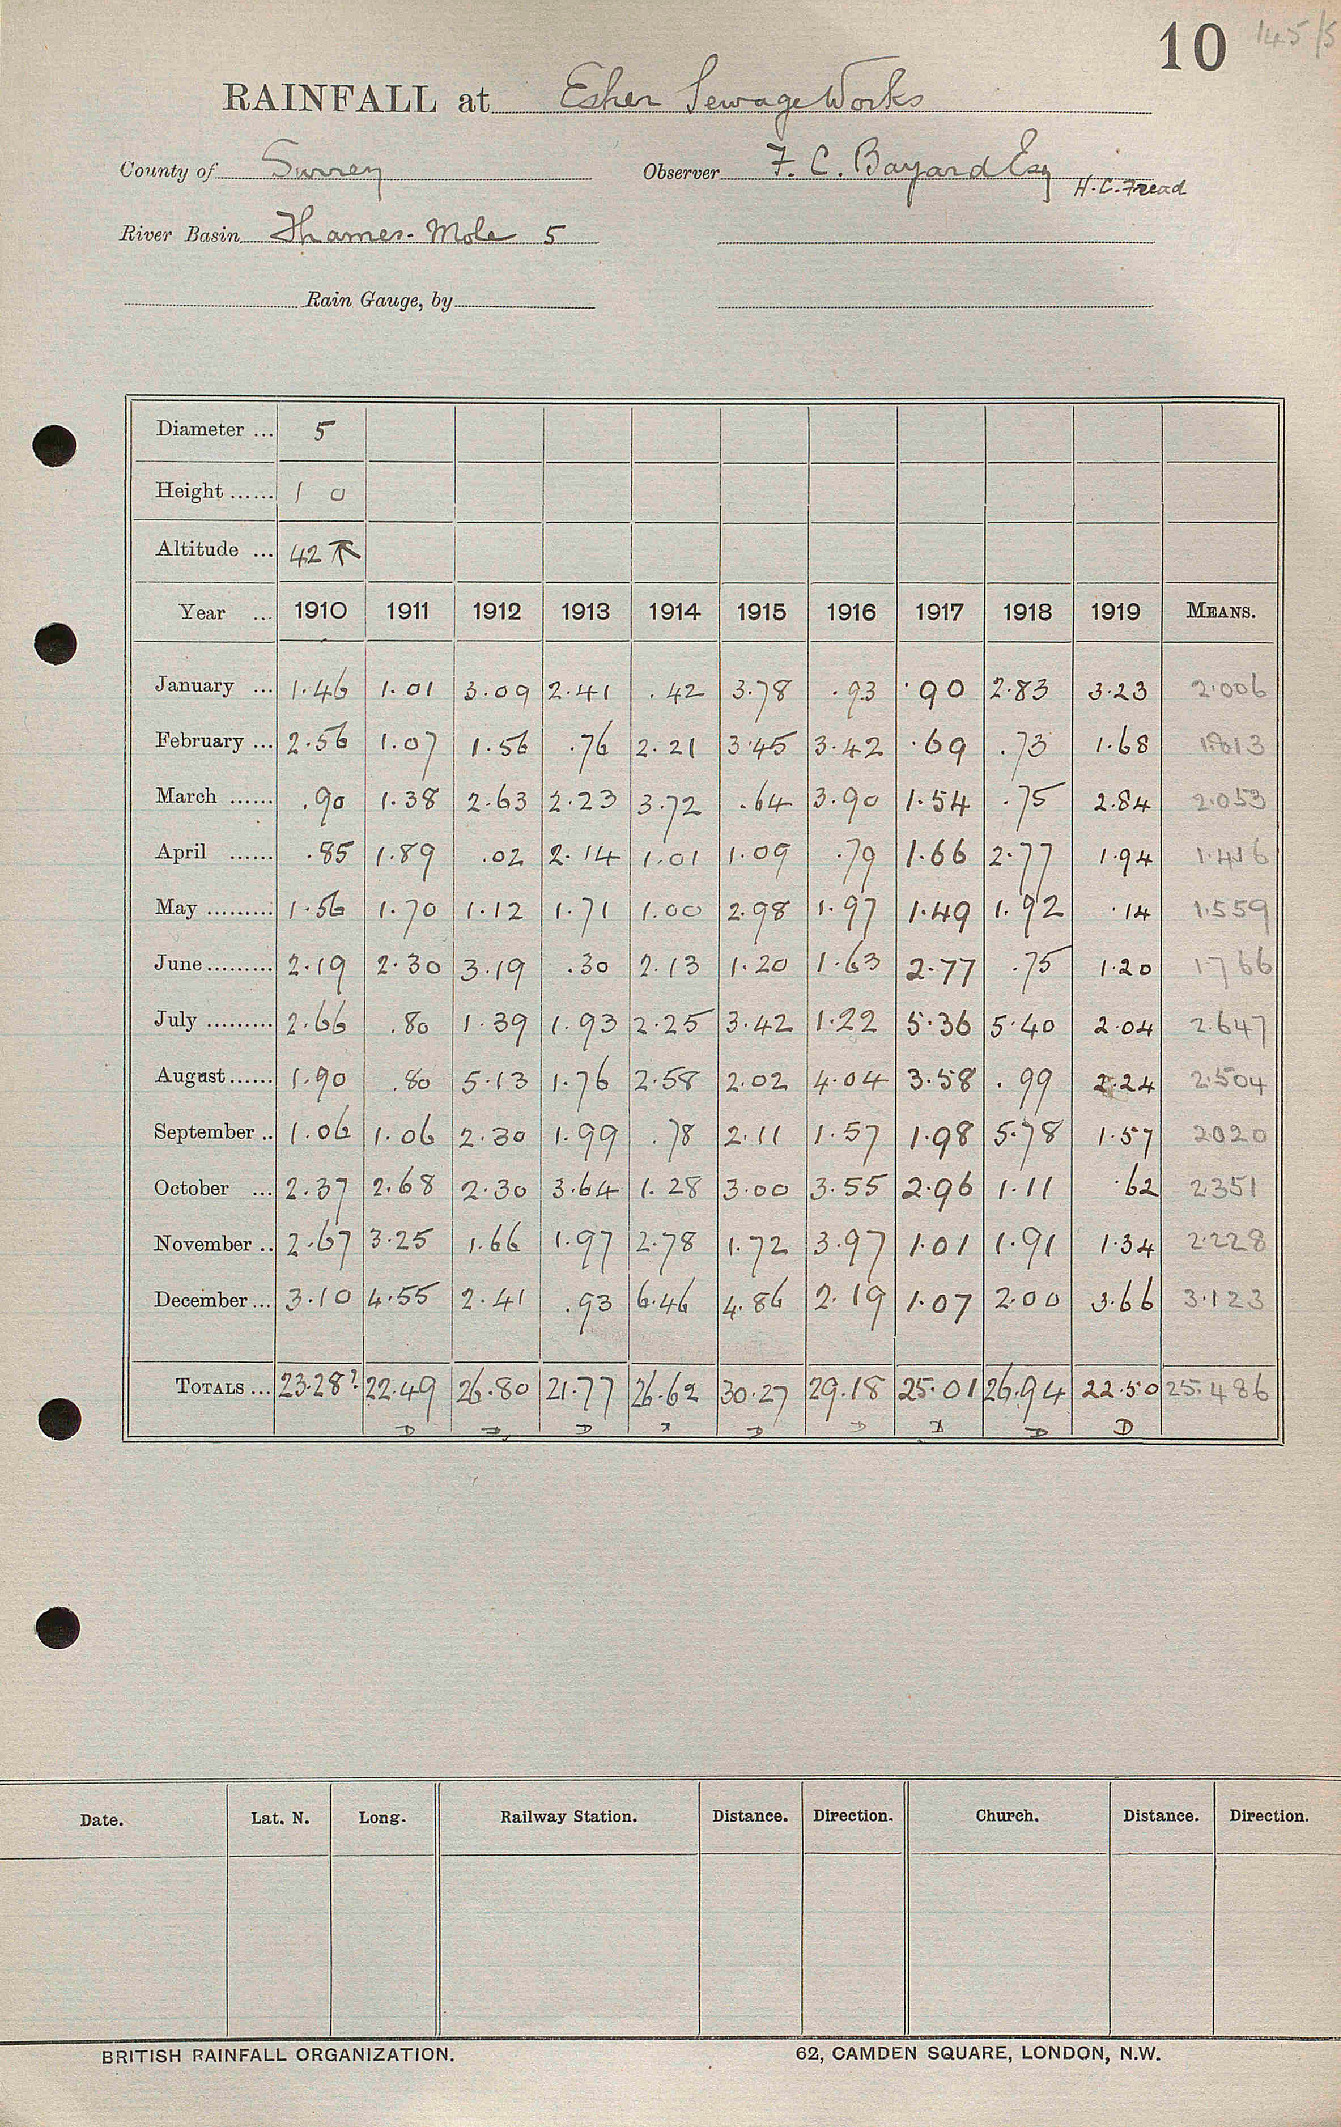 10 145/5
RAINFALL at Esher Sewage Works
County of Surrey Observer F. C. Bayard Esq
H. C. Fread
River Basin Thames - Mole 5
Rain Gauge, by
Diameter ... 5
Height ...... 1 0
Altitude ... 42
Year ... 1910 1911 1912 1913 1914 1915 1916 1917 1918 1919 MEANS.
January ... 1.46 1.01 3.09 2.41 .42 3.78 .93 .90 2.83 3.23 2.006
February ... 2.56 1.07 1.56 .76 2.21 3.45 3.42 .69 .73 1.68
March ...... .90 1.38 2.63 2.23 3.72 .64 3.90 1.54 .75 2.84 2.053
April ...... .85 1.89 .02 2.14 1.01 1.09 .79 1.66 2.77 1.94 1.416
May ......... 1.56 1.70 1.12 1.71 1.00 2.98 1.97 1.49 1.92 .14 1.559
June ......... 2.19 2.30 3.19 .30 2.13 1.20 1.63 2.77 .75 1.20 1766
July ......... 2.66 .80 1.39 1.93 2.25 3.42 1.22 5.36 5.40 2.04 2.647
August ...... 1.90 .80 5.13 1.76 2.58 2.02 4.04 3.58 .99 2.24 2.504
September .. 1.06 1.06 2.30 1.99 .78 2.11 1.57 1.98 5.78 1.57 2020
October ... 2.37 2.68 2.30 3.64 1.28 3.00 3.55 2.96 1.11 .62 2351
November .. 2.67 3.25 1.66 1.97 2.78 1.72 3.97 1.01 1.91 1.34 2.228
December ... 3.10 4.55 2.41 .93 6.46 4.86 2.19 1.07 2.00 3.66 3.123
TOTALS ... 23.28? 22.49 26.80 21.77 26.62 30.27 29.18 25.01 26.94 22.50 25.486
D D D D D D D D
Date. Lat. N. Long. Railway Station. Distance. Direction. Church. Distance. Direction.
BRITISH RAINFALL ORGANIZATION. 62, CAMDEN SQUARE, LONDON, N.W.